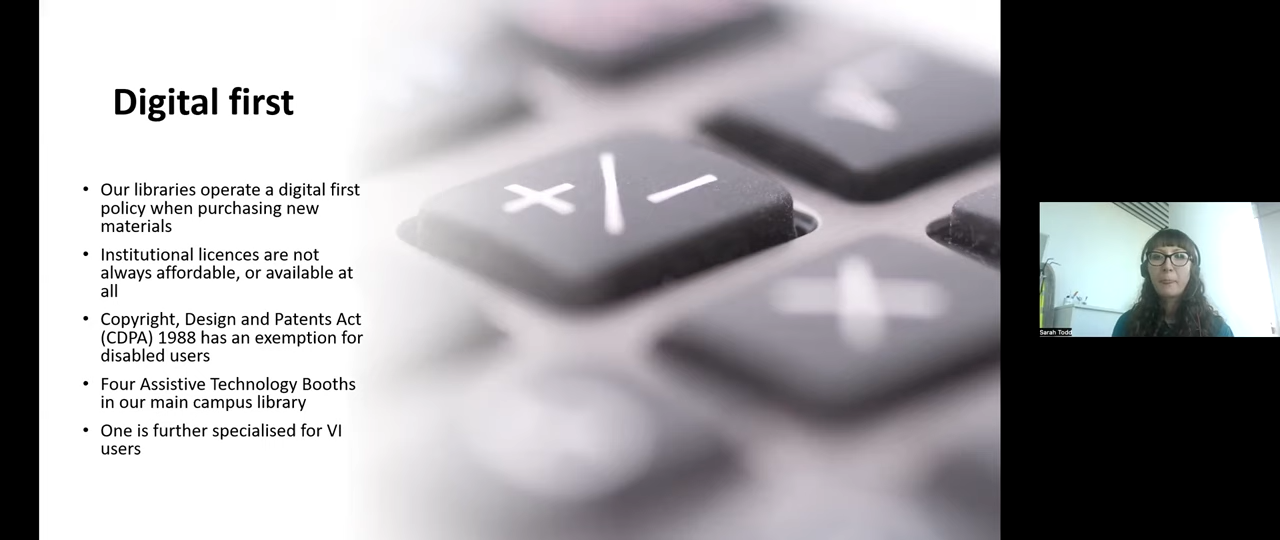 Digital first
• Our libraries operate a digital first
policy when purchasing new
materials
• Institutional licences are not
always affordable, or available at
all
• Copyright, Design and Patents Act
(CDPA) 1988 has an exemption for
disabled users
• Four Assistive Technology Booths
in our main campus library
• One is further specialised for VI
users
+/-
+
Sarah Todd